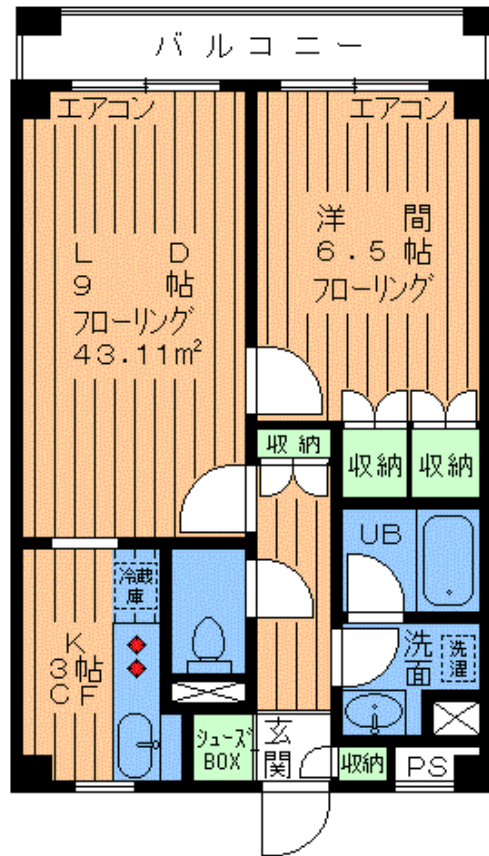 バルコニー
エアコン
エアコン
LD
9帖
フローリング
43.11m²
洋間
6.5帖
フローリング
収納
収納
収納
UB
冷蔵
庫
K
3帖
CF
洗面
洗濯
シューズ
BOX
玄関
収納
PS